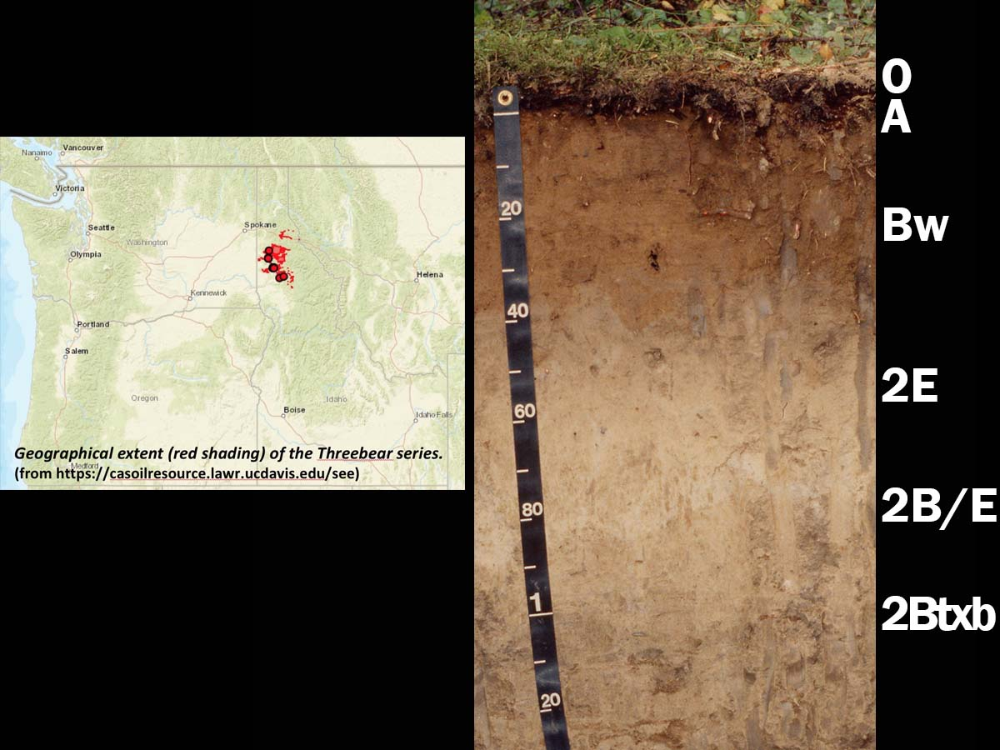 Nanaimo
Vancouver
Victoria
Seattle
Spokane
Washington
Olympia
Helena
Kennewick
Portland
Salem
Oregon
Idaho
Boise
Idaho Falls
Geographical extent (red shading) of the Threebear series.
Medford
(from https://casoilresource.lawr.ucdavis.edu/see)
20
40
60
80
1
20
O
A
Bw
2E
2B/E
2Btxb